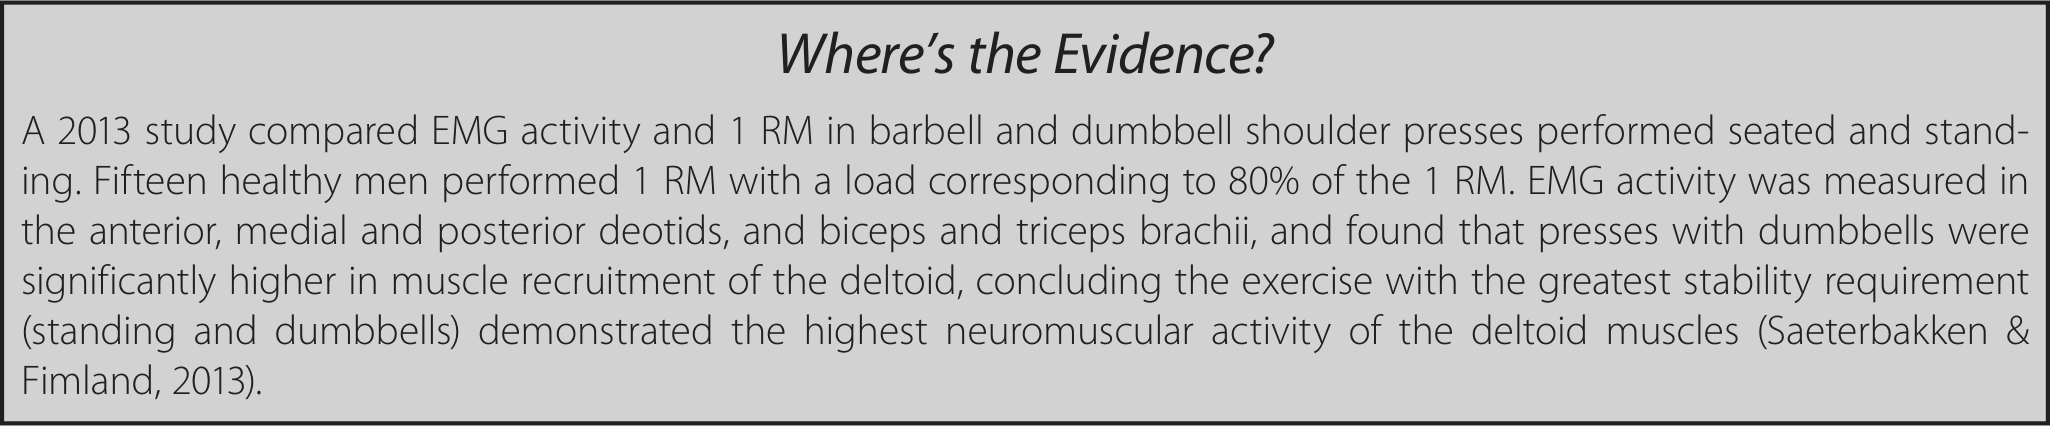 Where’s the Evidence?
A 2013 study compared EMG activity and 1 RM in barbell and dumbbell shoulder presses performed seated and stand-
ing. Fifteen healthy men performed 1 RM with a load corresponding to 80% of the 1 RM. EMG activity was measured in
the anterior, medial and posterior deotids, and biceps and triceps brachii, and found that presses with dumbbells were
significantly higher in muscle recruitment of the deltoid, concluding the exercise with the greatest stability requirement
(standing and dumbbells) demonstrated the highest neuromuscular activity of the deltoid muscles (Saeterbakken &
Fimland, 2013).